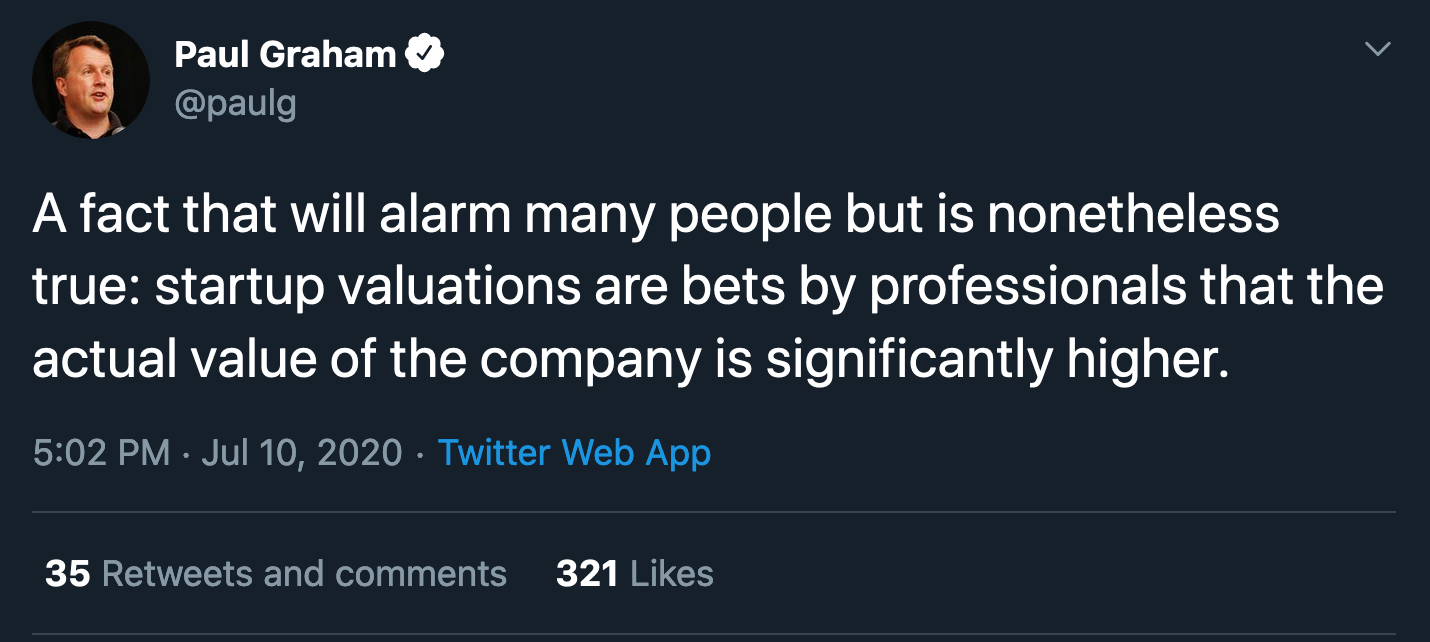 Paul Graham
@paulg
A fact that will alarm many people but is nonetheless
true: startup valuations are bets by professionals that the
actual value of the company is significantly higher.
5:02 PM · Jul 10, 2020 · Twitter Web App
35 Retweets and comments 321 Likes